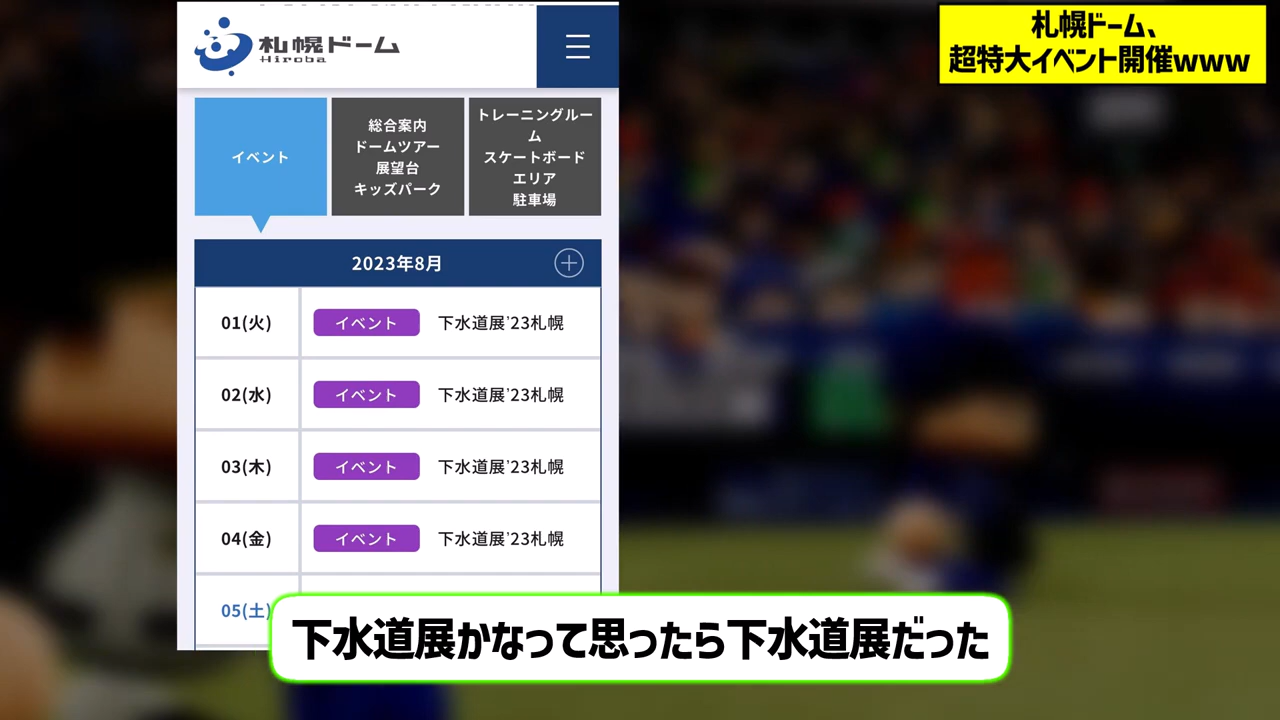 札幌ドーム
Hiroba
札幌ドーム、
超特大イベント開催www
イベント
総合案内
ドームツアー
展望台
キッズパーク
トレーニングルー
ム
スケートボード
エリア
駐車場
2023年8月
01(火) イベント 下水道展’23札幌
02(水) イベント 下水道展’23札幌
03(木) イベント 下水道展’23札幌
04(金) イベント 下水道展’23札幌
05(土)
下水道展かなって思ったら下水道展だった